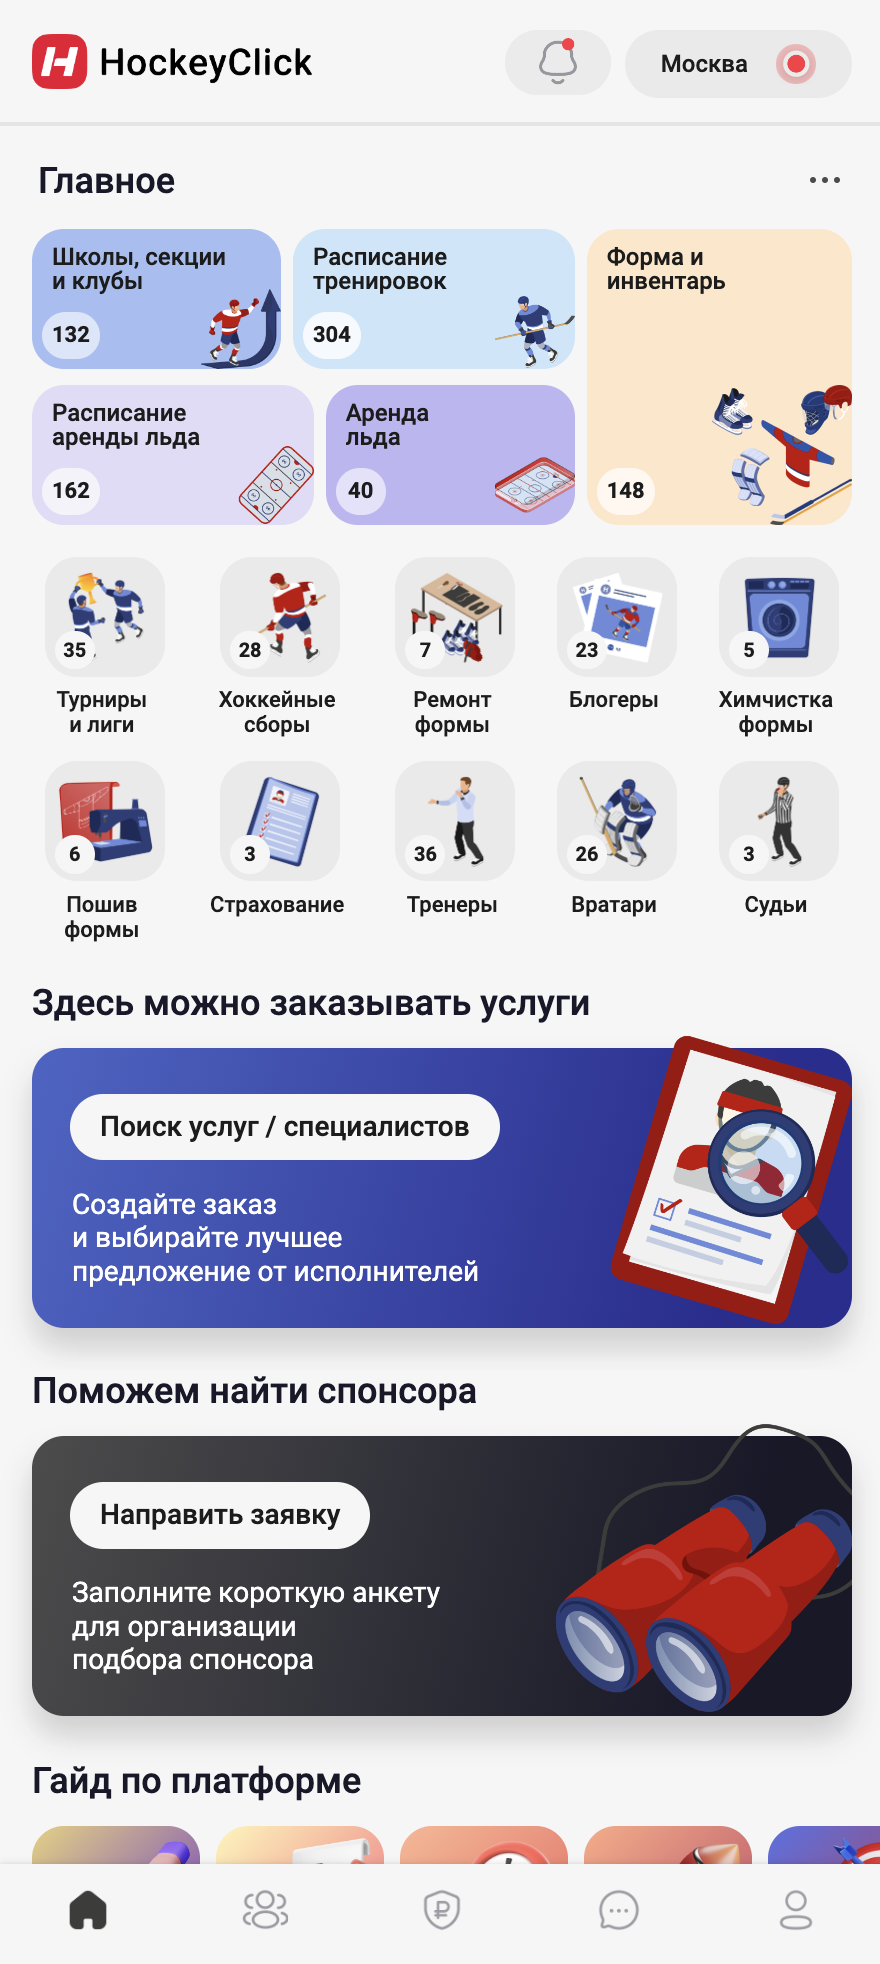 HockeyClick
Москва
Главное
Школы, секции
и клубы
132
Расписание
тренировок
304
Форма и
инвентарь
148
Расписание
аренды льда
162
Аренда
льда
40
35
Турниры
и лиги
28
Хоккейные
сборы
7
Ремонт
формы
23
Блогеры
5
Химчистка
формы
6
Пошив
формы
3
Страхование
36
Тренеры
26
Вратари
3
Судьи
Здесь можно заказывать услуги
Поиск услуг / специалистов
Создайте заказ
и выбирайте лучшее
предложение от исполнителей
Поможем найти спонсора
Направить заявку
Заполните короткую анкету
для организации
подбора спонсора
Гайд по платформе